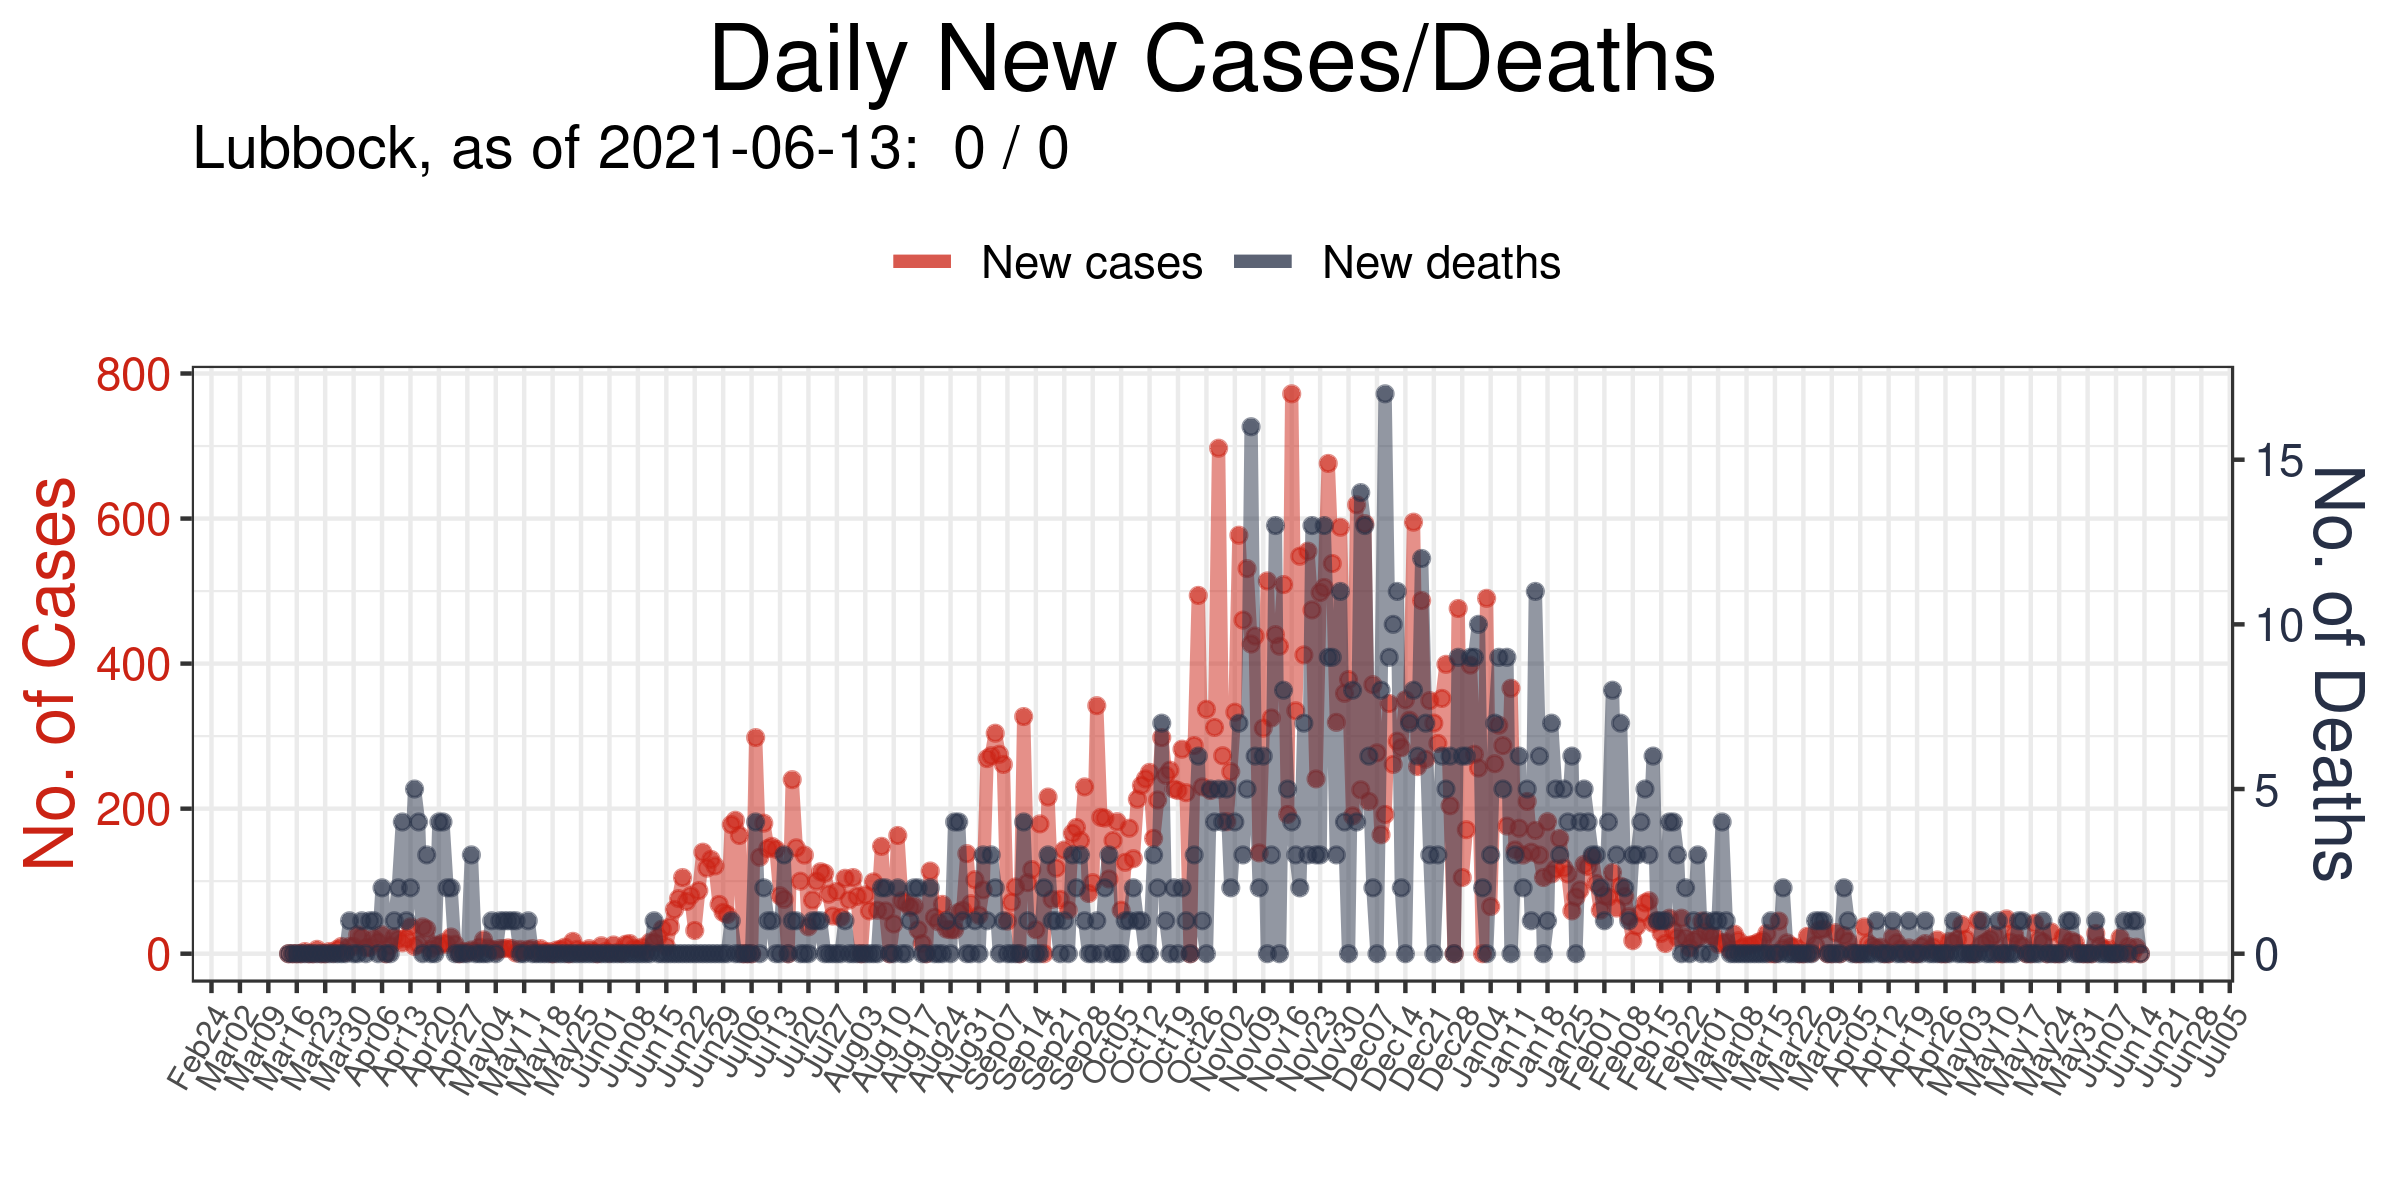 Daily New Cases/Deaths
Lubbock, as of 2021-06-13:  0 / 0
New cases
New deaths
No. of Cases
800
600
400
200
0
15
10
5
0
No. of Deaths
Feb24
Mar02
Mar09
Mar16
Mar23
Mar30
Apr06
Apr13
Apr20
Apr27
May04
May11
May18
May25
Jun01
Jun08
Jun15
Jun22
Jun29
Jul06
Jul13
Jul20
Jul27
Aug03
Aug10
Aug17
Aug24
Aug31
Sep07
Sep14
Sep21
Sep28
Oct05
Oct12
Oct19
Oct26
Nov02
Nov09
Nov16
Nov23
Nov30
Dec07
Dec14
Dec21
Dec28
Jan04
Jan11
Jan18
Jan25
Feb01
Feb08
Feb15
Feb22
Mar01
Mar08
Mar15
Mar22
Mar29
Apr05
Apr12
Apr19
Apr26
May03
May10
May17
May24
May31
Jun07
Jun14
Jun21
Jun28
Jul05